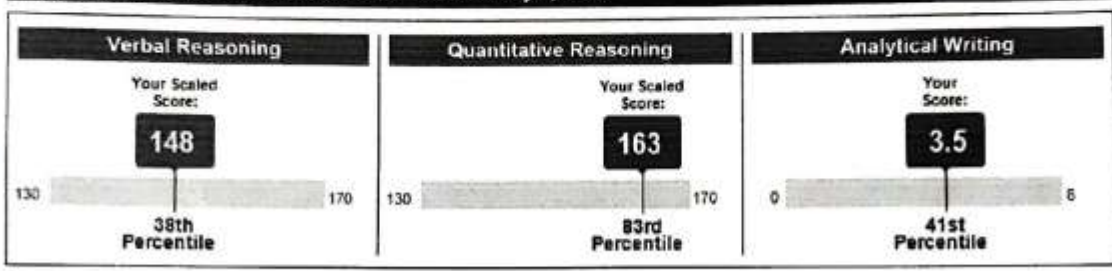 Verbal Reasoning
Your Scaled
Score:
148
130
170
38th
Percentile
Quantitative Reasoning
Your Scaled
Score:
163
130
170
83rd
Percentile
Analytical Writing
Your
Score:
3.5
0
6
41st
Percentile